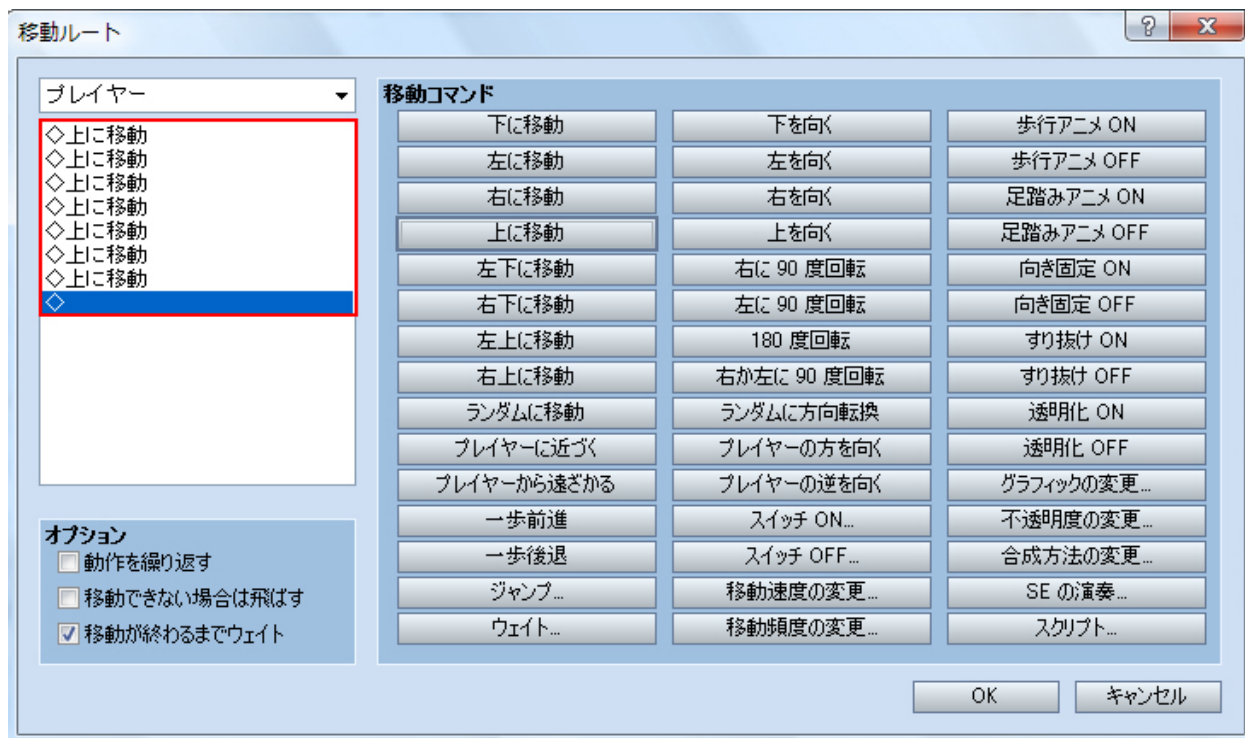 移動ルート
プレイヤー
◇上に移動
◇上に移動
◇上に移動
◇上に移動
◇上に移動
◇上に移動
◇上に移動
◇
オプション
動作を繰り返す
移動できない場合は飛ばす
移動が終わるまでウェイト
移動コマンド
下に移動 下を向く 歩行アニメ ON
左に移動 左を向く 歩行アニメ OFF
右に移動 右を向く 足踏みアニメ ON
上に移動 上を向く 足踏みアニメ OFF
左下に移動 右に 90 度回転 向き固定 ON
右下に移動 左に 90 度回転 向き固定 OFF
左上に移動 180 度回転 すり抜け ON
右上に移動 右か左に 90 度回転 すり抜け OFF
ランダムに移動 ランダムに方向転換 透明化 ON
プレイヤーに近づく プレイヤーの方を向く 透明化 OFF
プレイヤーから遠ざかる プレイヤーの逆を向く グラフィックの変更...
一歩前進 スイッチ ON... 不透明度の変更...
一歩後退 スイッチ OFF... 合成方法の変更...
ジャンプ... 移動速度の変更... SE の演奏...
ウェイト... 移動頻度の変更... スクリプト...
OK キャンセル